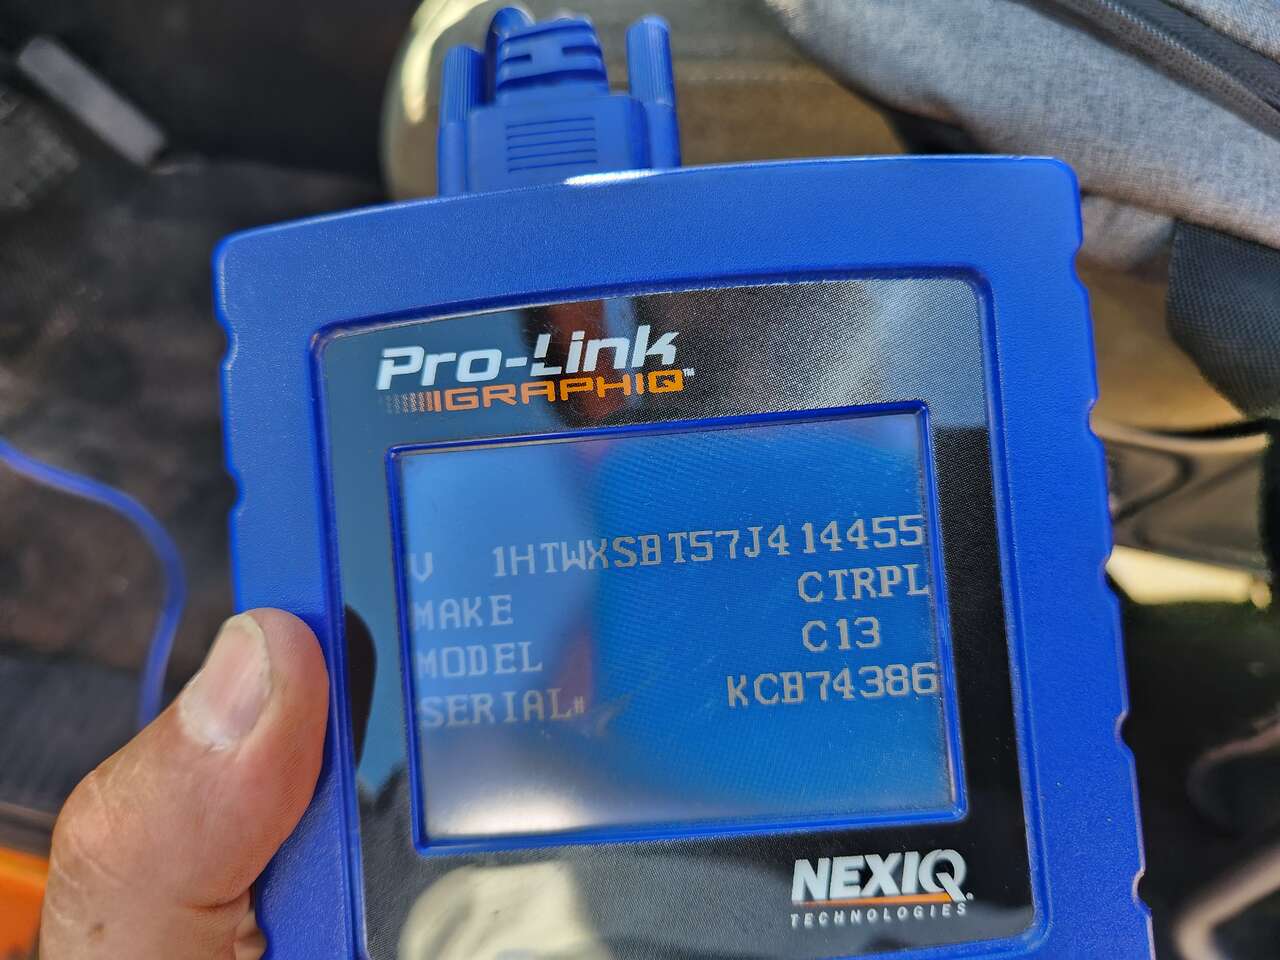 Pro-Link
IGRAPHIQ™
V 1HTWXSBT57J414455
MAKE CTRPL
MODEL C13
SERIAL# KCB74386
NEXIQ
TECHNOLOGIES